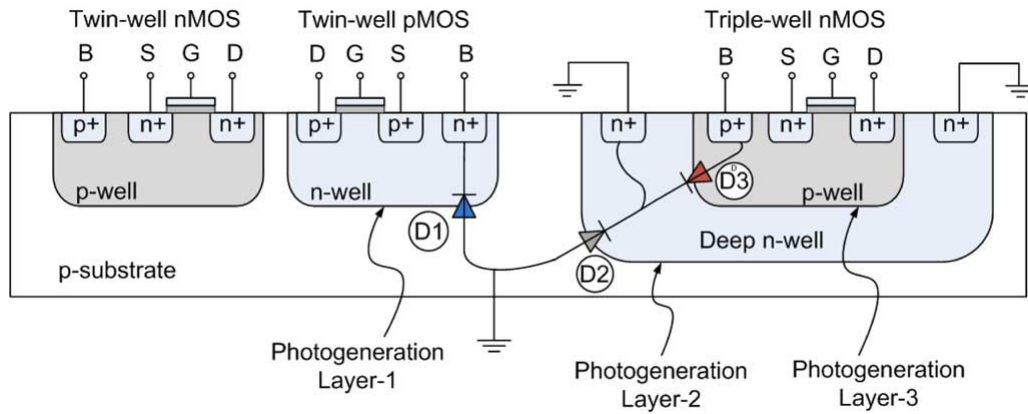 Twin-well nMOS Twin-well pMOS Triple-well nMOS
B S G D D G S B B S G D
p+ n+ n+ p+ p+ n+ n+ p+ n+ n+ n+
p-well n-well D3 p-well
D1 Deep n-well
p-substrate D2
Photogeneration
Layer-1
Photogeneration
Layer-2
Photogeneration
Layer-3